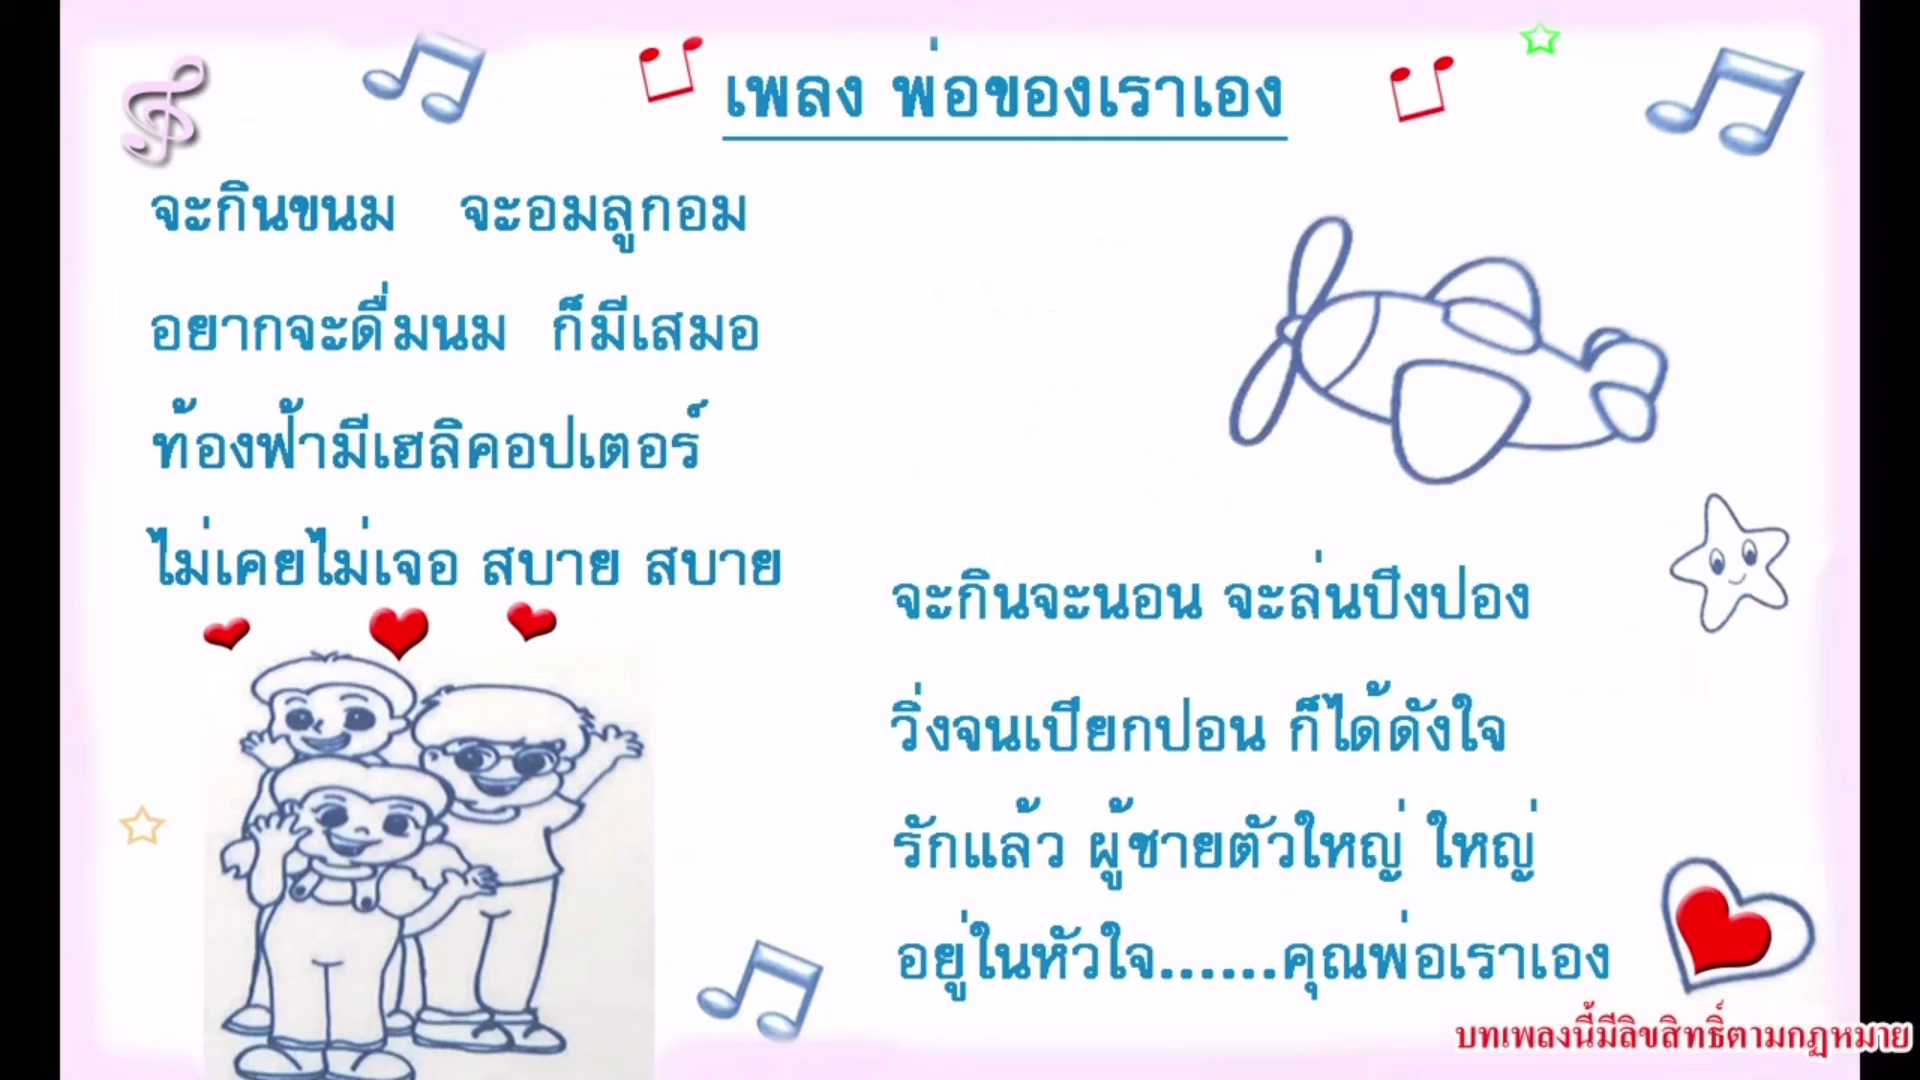 เพลง พ่อของเราเอง
จะกินขนม จะอมลูกอม
อยากจะดื่มนม ก็มีเสมอ
ท้องฟ้ามีเฮลิคอปเตอร์
ไม่เคยไม่เจอ สบาย สบาย
จะกินจะนอน จะล่นปิงปอง
วิ่งจนเปียกปอน ก็ได้ดังใจ
รักแล้ว ผู้ชายตัวใหญ่ ใหญ่
อยู่ในหัวใจ......คุณพ่อเราเอง
บทเพลงนี้มีลิขสิทธิ์ตามกฏหมาย